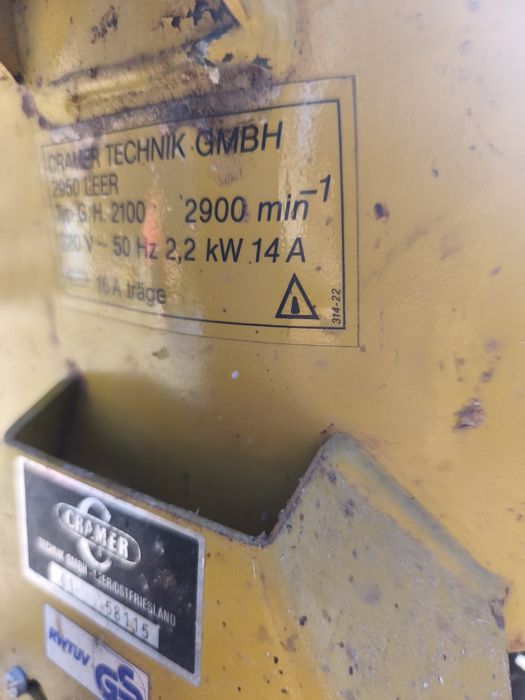 CRAMER TECHNIK GMBH
2950 LEER
Typ G. H. 2100 2900 min⁻¹
220 V ~ 50 Hz 2,2 kW 14 A
16 A träge
314-22
CRAMER
TECHNIK GMBH · LEER/OSTFRIESLAND
58115
RWTÜV
GS